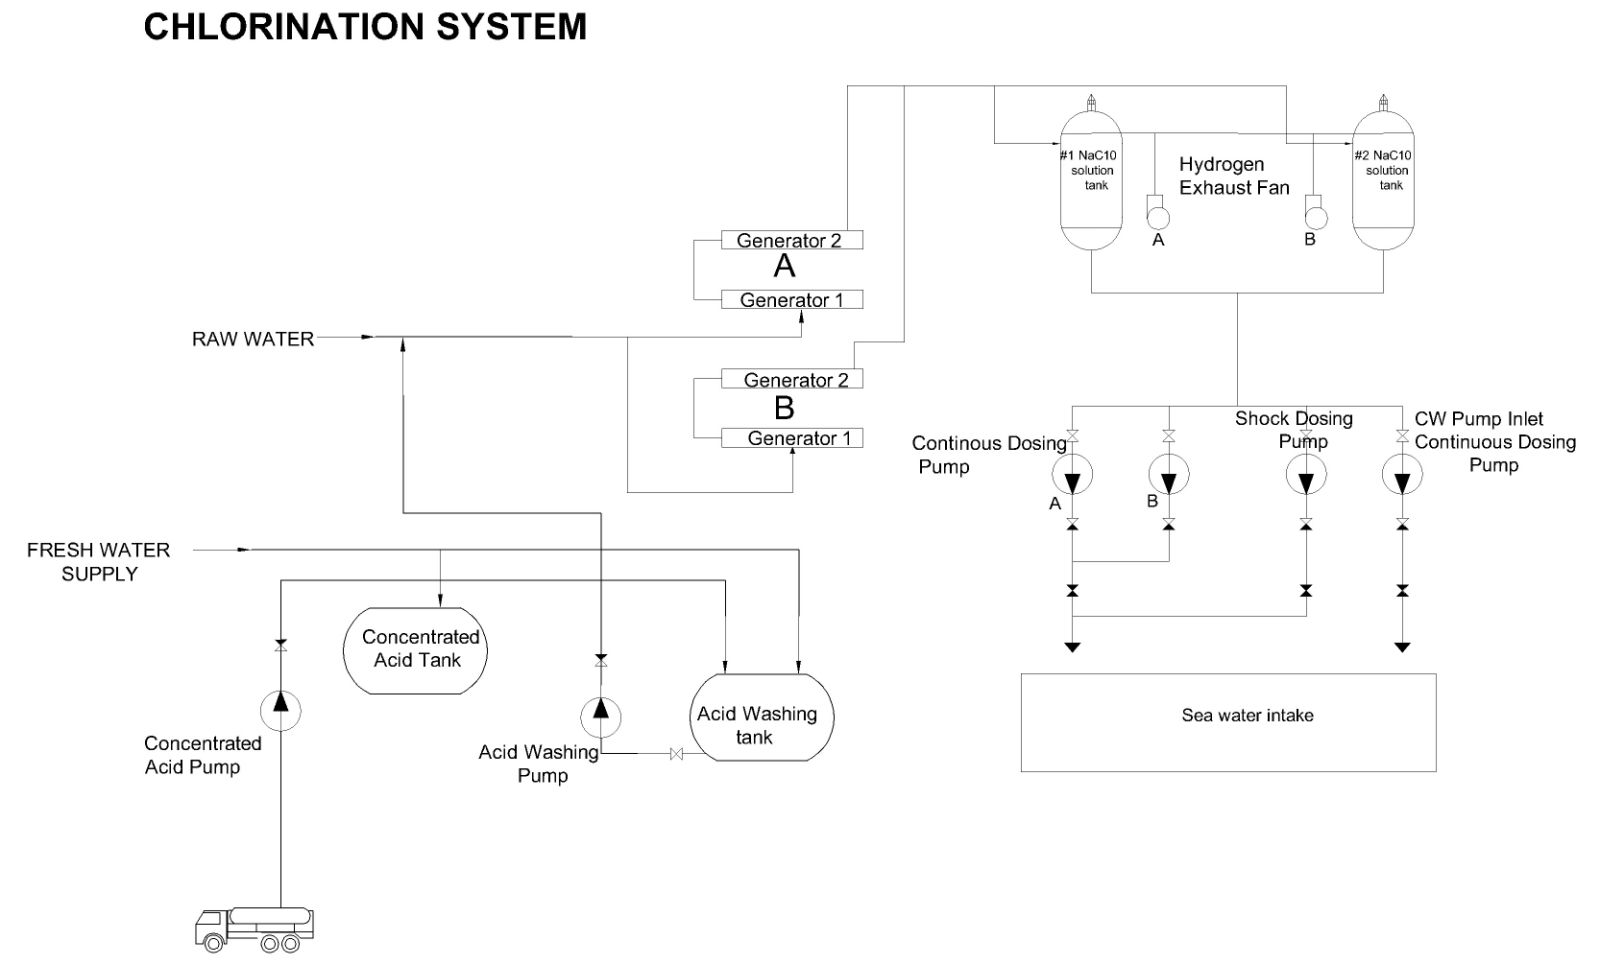 CHLORINATION SYSTEM
#1 NaC10
solution
tank
Hydrogen
Exhaust Fan
A
B
#2 NaC10
solution
tank
Generator 2
A
Generator 1
RAW WATER
Generator 2
B
Generator 1
Continous Dosing
Pump
A
B
Shock Dosing
Pump
CW Pump Inlet
Continuous Dosing
Pump
FRESH WATER
SUPPLY
Concentrated
Acid Tank
Concentrated
Acid Pump
Acid Washing
Pump
Acid Washing
tank
Sea water intake